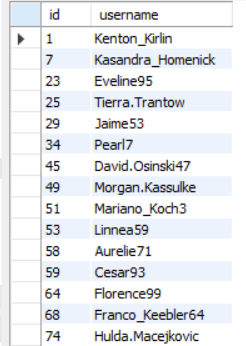 id username
1 Kenton_Kirlin
7 Kasandra_Homenick
23 Eveline95
25 Tierra.Trantow
29 Jaime53
34 Pearl7
45 David.Osinski47
49 Morgan.Kassulke
51 Mariano_Koch3
53 Linnea59
58 Aurelie71
59 Cesar93
64 Florence99
68 Franco_Keebler64
74 Hulda.Macejkovic